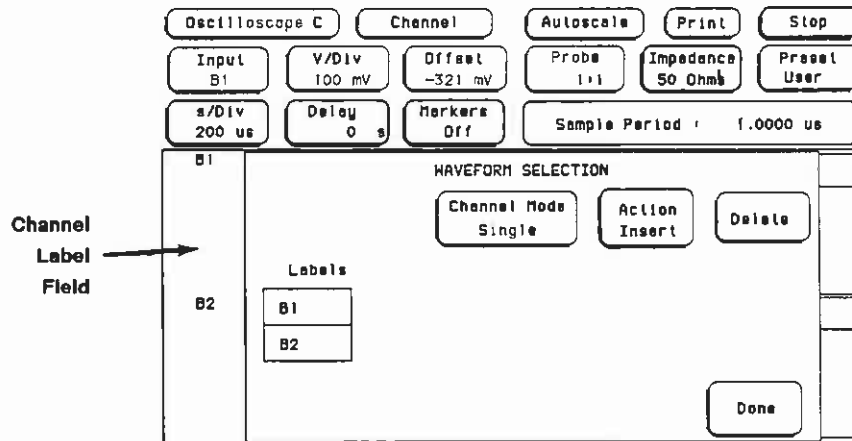 Oscilloscope C Channel Autoscale Print Stop
Input V/Div Offset Probe Impedance Preset
B1 100 mV -321 mV 1:1 50 Ohms User
s/Div Delay Markers
200 us 0 s Off Sample Period : 1.0000 us
B1 WAVEFORM SELECTION
Channel Mode Action Delete
Single Insert
Channel
Label
Field
Labels
B2 B1
B2
Done